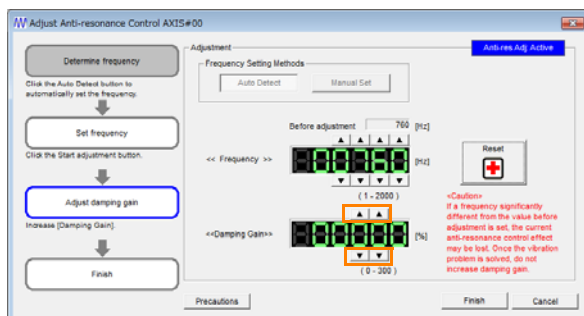 Adjust Anti-resonance Control AXIS#00
Determine frequency
Click the Auto Detect button to
automatically set the frequency.
Set frequency
Click the Start adjustment button.
Adjust damping gain
Increase [Damping Gain].
Finish
Adjustment
Anti-res Adj Active
Frequency Setting Methods
Auto Detect
Manual Set
Before adjustment 760 [Hz]
<< Frequency >> 00760 [Hz]
( 1 - 2000 )
<<Damping Gain>> 00000 [%]
( 0 - 300 )
Reset
<Caution>
If a frequency significantly
different from the value before
adjustment is set, the current
anti-resonance control effect
may be lost. Once the vibration
problem is solved, do not
increase damping gain.
Precautions
Finish
Cancel